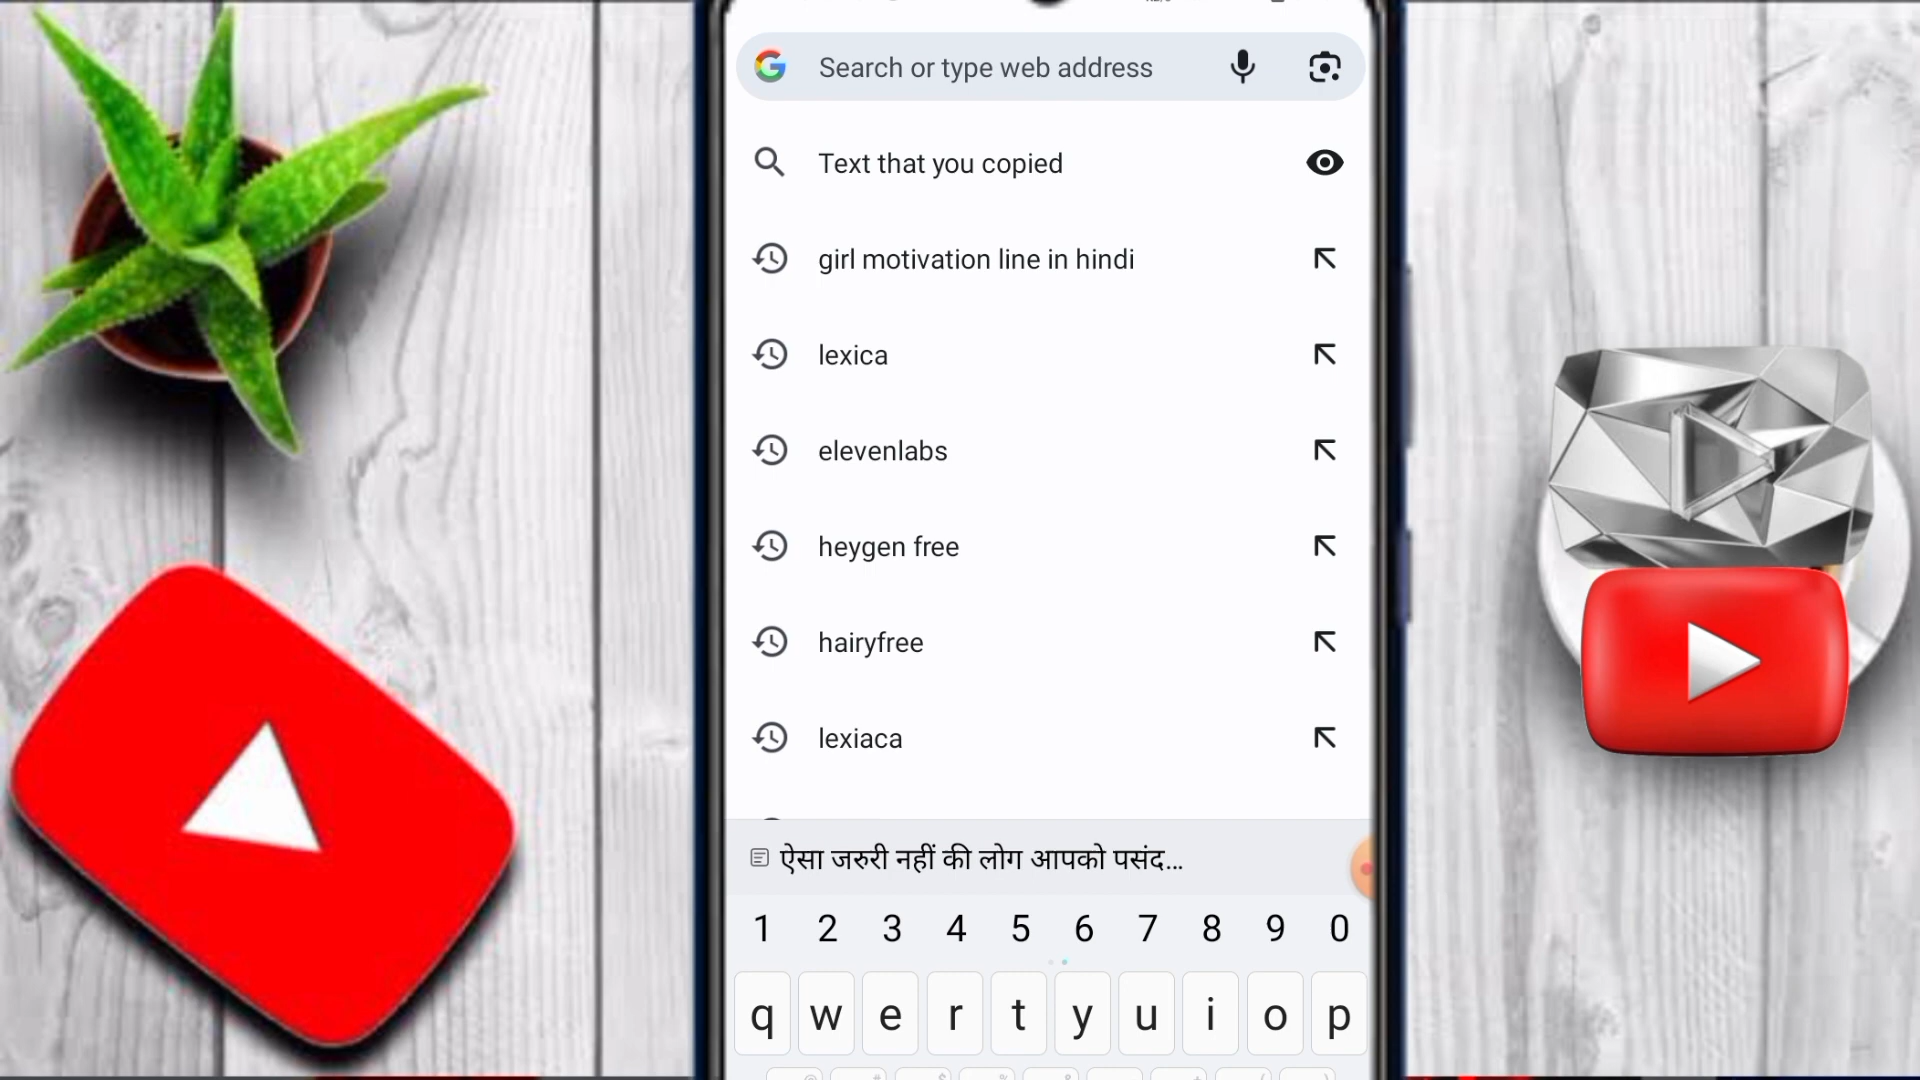 Search or type web address
Text that you copied
girl motivation line in hindi
lexica
elevenlabs
heygen free
hairyfree
lexiaca
ऐसा जरुरी नहीं की लोग आपको पसंद...
1 2 3 4 5 6 7 8 9 0
q w e r t y u i o p